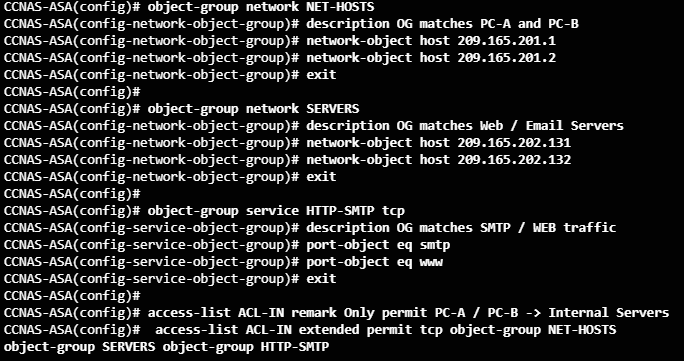 CCNAS-ASA(config)# object-group network NET-HOSTS
CCNAS-ASA(config-network-object-group)# description OG matches PC-A and PC-B
CCNAS-ASA(config-network-object-group)# network-object host 209.165.201.1
CCNAS-ASA(config-network-object-group)# network-object host 209.165.201.2
CCNAS-ASA(config-network-object-group)# exit
CCNAS-ASA(config)#
CCNAS-ASA(config)# object-group network SERVERS
CCNAS-ASA(config-network-object-group)# description OG matches Web / Email Servers
CCNAS-ASA(config-network-object-group)# network-object host 209.165.202.131
CCNAS-ASA(config-network-object-group)# network-object host 209.165.202.132
CCNAS-ASA(config-network-object-group)# exit
CCNAS-ASA(config)#
CCNAS-ASA(config)# object-group service HTTP-SMTP tcp
CCNAS-ASA(config-service-object-group)# description OG matches SMTP / WEB traffic
CCNAS-ASA(config-service-object-group)# port-object eq smtp
CCNAS-ASA(config-service-object-group)# port-object eq www
CCNAS-ASA(config-service-object-group)# exit
CCNAS-ASA(config)#
CCNAS-ASA(config)# access-list ACL-IN remark Only permit PC-A / PC-B -> Internal Servers
CCNAS-ASA(config)#  access-list ACL-IN extended permit tcp object-group NET-HOSTS
object-group SERVERS object-group HTTP-SMTP